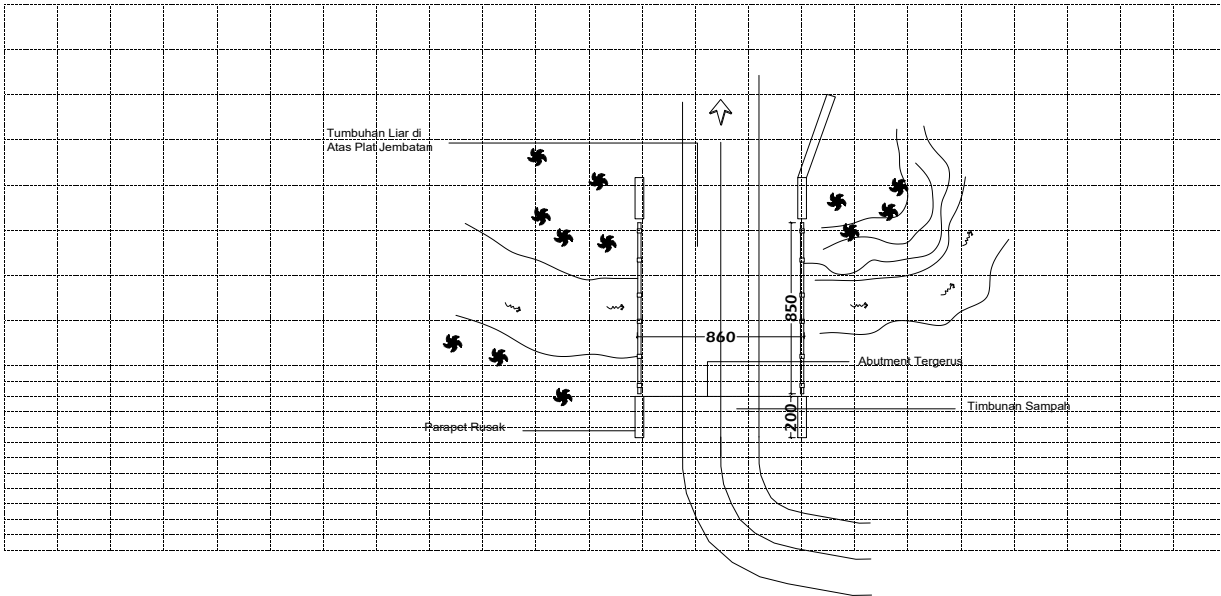 Tumbuhan Liar di
Atas Plat Jembatan
850
860
Abutment Tergerus
200
Timbunan Sampah
Parapet Rusak